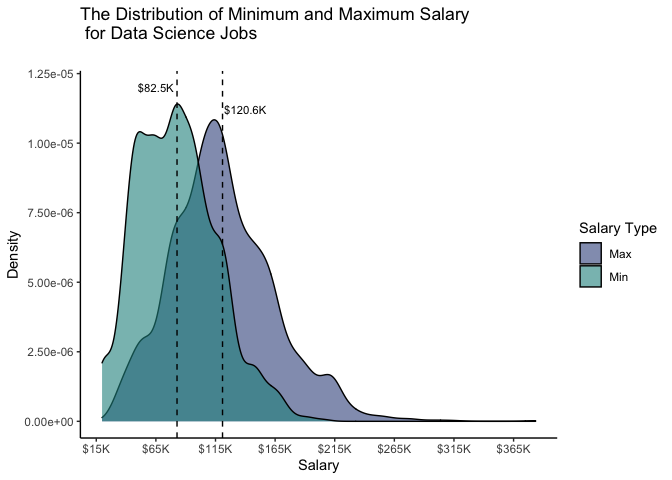 The Distribution of Minimum and Maximum Salary
for Data Science Jobs
1.25e-05
1.00e-05
7.50e-06
5.00e-06
2.50e-06
0.00e+00
Density
$82.5K
$120.6K
$15K $65K $115K $165K $215K $265K $315K $365K
Salary
Salary Type
Max
Min